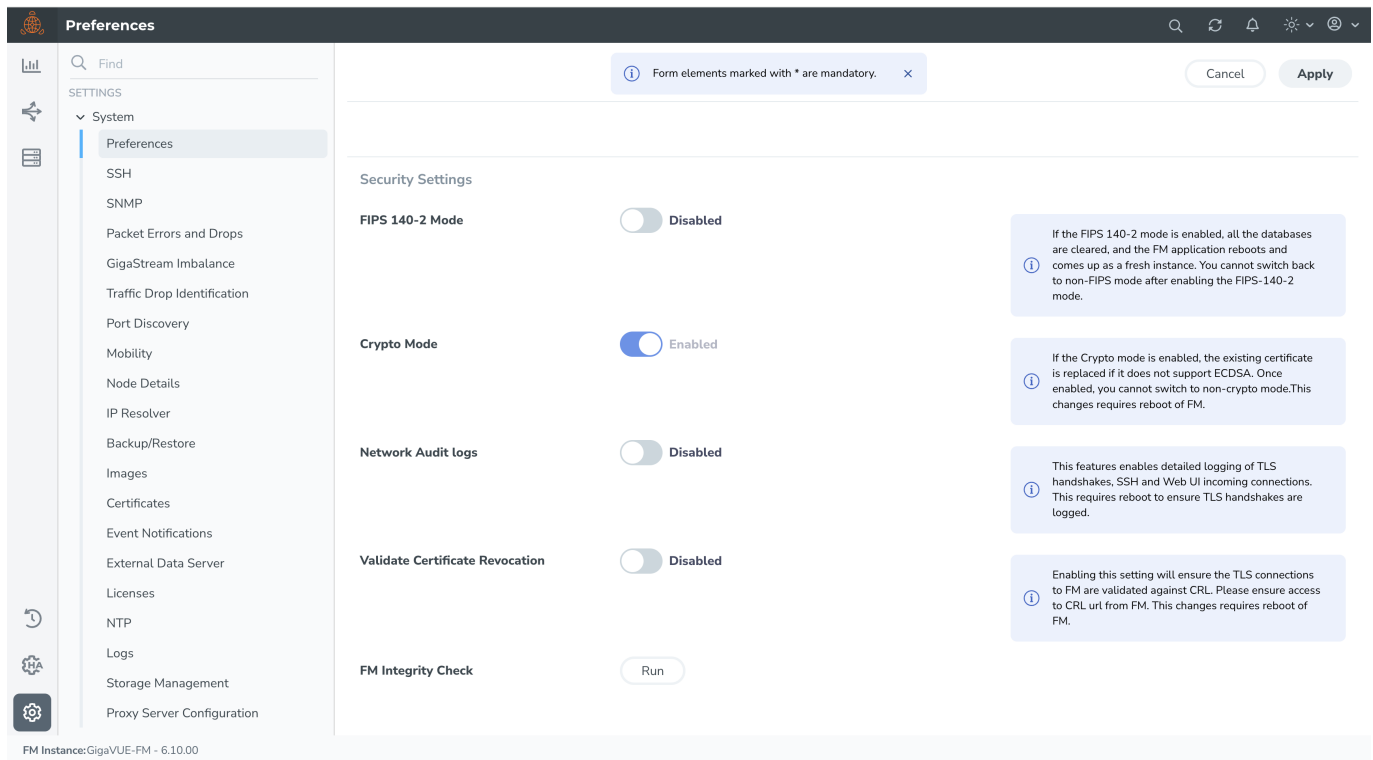 Preferences
Find
SETTINGS
System
Preferences
SSH
SNMP
Packet Errors and Drops
GigaStream Imbalance
Traffic Drop Identification
Port Discovery
Mobility
Node Details
IP Resolver
Backup/Restore
Images
Certificates
Event Notifications
External Data Server
Licenses
NTP
Logs
Storage Management
Proxy Server Configuration
HA
Form elements marked with * are mandatory.
Cancel
Apply
Security Settings
FIPS 140-2 Mode
Disabled
If the FIPS 140-2 mode is enabled, all the databases
are cleared, and the FM application reboots and
comes up as a fresh instance. You cannot switch back
to non-FIPS mode after enabling the FIPS-140-2
mode.
Crypto Mode
Enabled
If the Crypto mode is enabled, the existing certificate
is replaced if it does not support ECDSA. Once
enabled, you cannot switch to non-crypto mode.This
changes requires reboot of FM.
Network Audit logs
Disabled
This features enables detailed logging of TLS
handshakes, SSH and Web UI incoming connections.
This requires reboot to ensure TLS handshakes are
logged.
Validate Certificate Revocation
Disabled
Enabling this setting will ensure the TLS connections
to FM are validated against CRL. Please ensure access
to CRL url from FM. This changes requires reboot of
FM.
FM Integrity Check
Run
FM Instance: GigaVUE-FM - 6.10.00